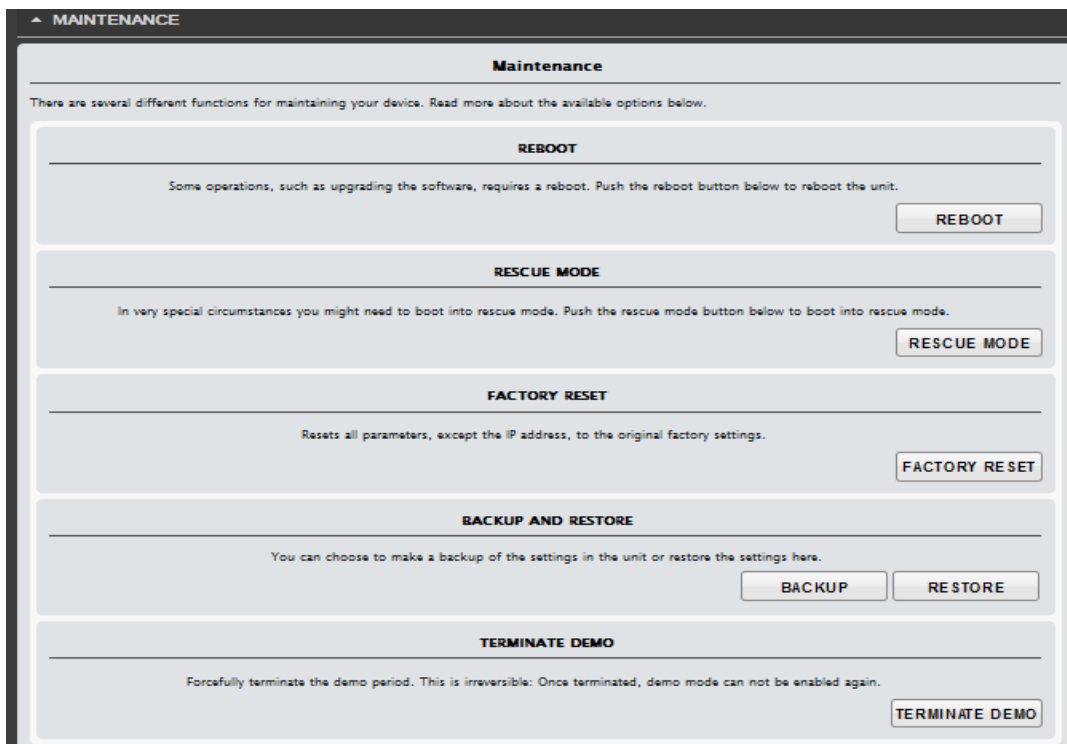 MAINTENANCE
Maintenance
There are several different functions for maintaining your device. Read more about the available options below.
REBOOT
Some operations, such as upgrading the software, requires a reboot. Push the reboot button below to reboot the unit.
REBOOT
RESCUE MODE
In very special circumstances you might need to boot into rescue mode. Push the rescue mode button below to boot into rescue mode.
RESCUE MODE
FACTORY RESET
Resets all parameters, except the IP address, to the original factory settings.
FACTORY RESET
BACKUP AND RESTORE
You can choose to make a backup of the settings in the unit or restore the settings here.
BACKUP RESTORE
TERMINATE DEMO
Forcefully terminate the demo period. This is irreversible: Once terminated, demo mode can not be enabled again.
TERMINATE DEMO